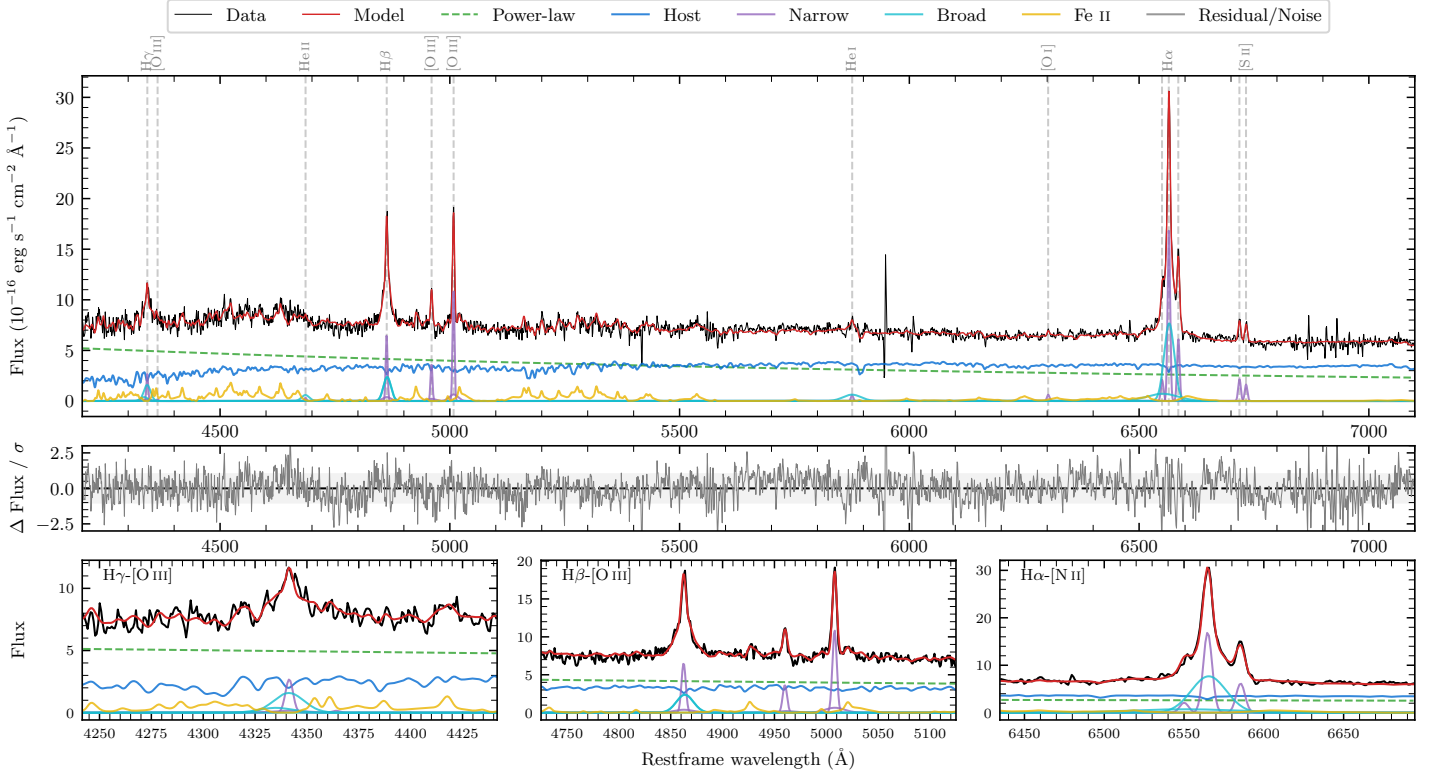 Data Model Power-law Host Narrow Broad Fe II Residual/Noise
Hγ [O III] He II Hβ [O III] [O III] He I [O I] Hα [S II]
Flux (10⁻¹⁶ erg s⁻¹ cm⁻² Å⁻¹)
30
25
20
15
10
5
0
4500 5000 5500 6000 6500 7000
Δ Flux / σ
2.5
0.0
−2.5
4500 5000 5500 6000 6500 7000
Flux
Hγ-[O III]
10
5
0
4250 4275 4300 4325 4350 4375 4400 4425
Hβ-[O III]
20
15
10
5
0
4750 4800 4850 4900 4950 5000 5050 5100
Hα-[N II]
30
20
10
0
6450 6500 6550 6600 6650
Restframe wavelength (Å)